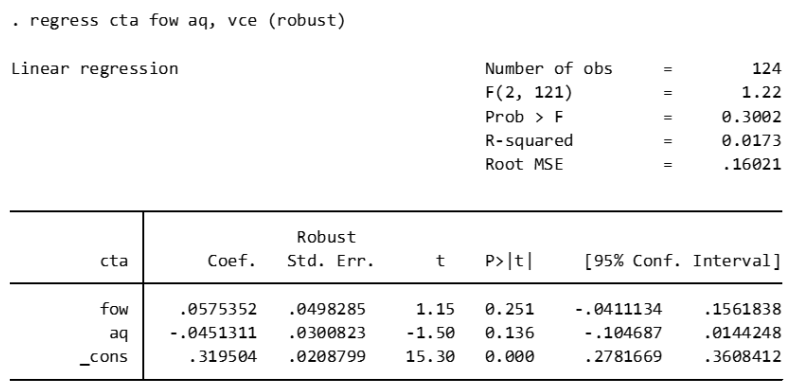 . regress cta fow aq, vce (robust)
Linear regression Number of obs = 124
F(2, 121) = 1.22
Prob > F = 0.3002
R-squared = 0.0173
Root MSE = .16021
Robust
cta Coef. Std. Err. t P>|t| [95% Conf. Interval]
fow .0575352 .0498285 1.15 0.251 -.0411134 .1561838
aq -.0451311 .0300823 -1.50 0.136 -.104687 .0144248
_cons .319504 .0208799 15.30 0.000 .2781669 .3608412